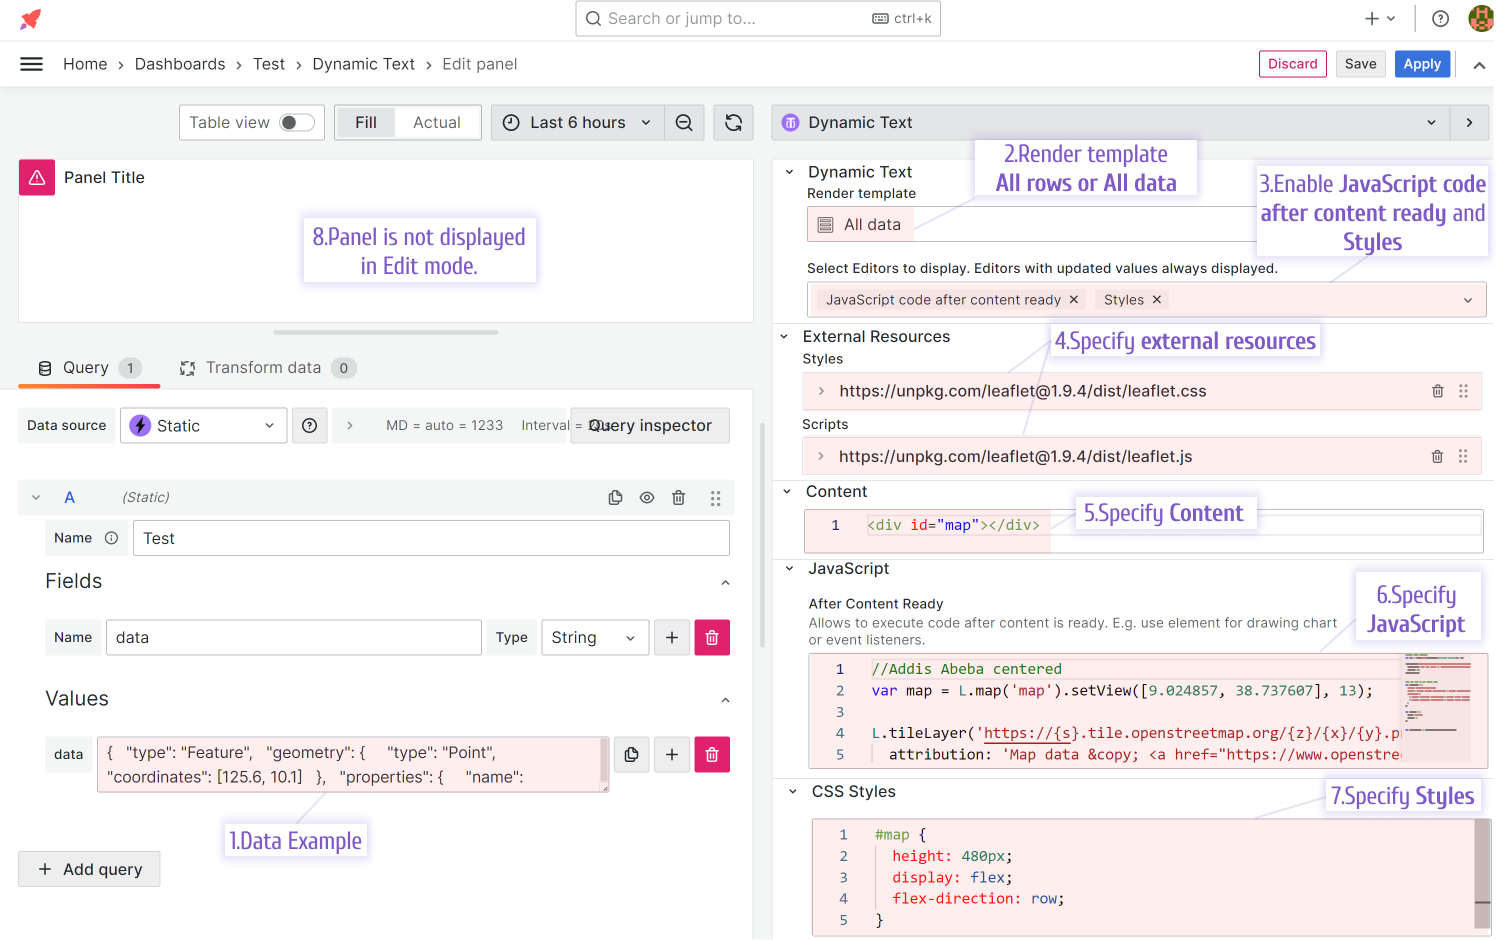 Search or jump to...
ctrl+k
Home › Dashboards › Test › Dynamic Text › Edit panel
Discard
Save
Apply
Table view
Fill
Actual
Last 6 hours
Panel Title
8.Panel is not displayed
in Edit mode.
Query 1
Transform data 0
Data source
Static
MD = auto = 1233
Interval =
Query inspector
A
(Static)
Name
Test
Fields
Name
data
Type
String
Values
data
{ "type": "Feature", "geometry": { "type": "Point",
"coordinates": [125.6, 10.1] }, "properties": { "name":
1.Data Example
+ Add query
Dynamic Text
2.Render template
All rows or All data
Dynamic Text
Render template
All data
3.Enable JavaScript code
after content ready and
Styles
Select Editors to display. Editors with updated values always displayed.
JavaScript code after content ready
Styles
External Resources
4.Specify external resources
Styles
https://unpkg.com/leaflet@1.9.4/dist/leaflet.css
Scripts
https://unpkg.com/leaflet@1.9.4/dist/leaflet.js
Content
1 <div id="map"></div>
5.Specify Content
JavaScript
After Content Ready
Allows to execute code after content is ready. E.g. use element for drawing chart
or event listeners.
6.Specify
JavaScript
1 //Addis Abeba centered
2 var map = L.map('map').setView([9.024857, 38.737607], 13);
3
4 L.tileLayer('https://{s}.tile.openstreetmap.org/{z}/{x}/{y}.p
5 attribution: 'Map data &copy; <a href="https://www.openstre
CSS Styles
7.Specify Styles
1 #map {
2 height: 480px;
3 display: flex;
4 flex-direction: row;
5 }